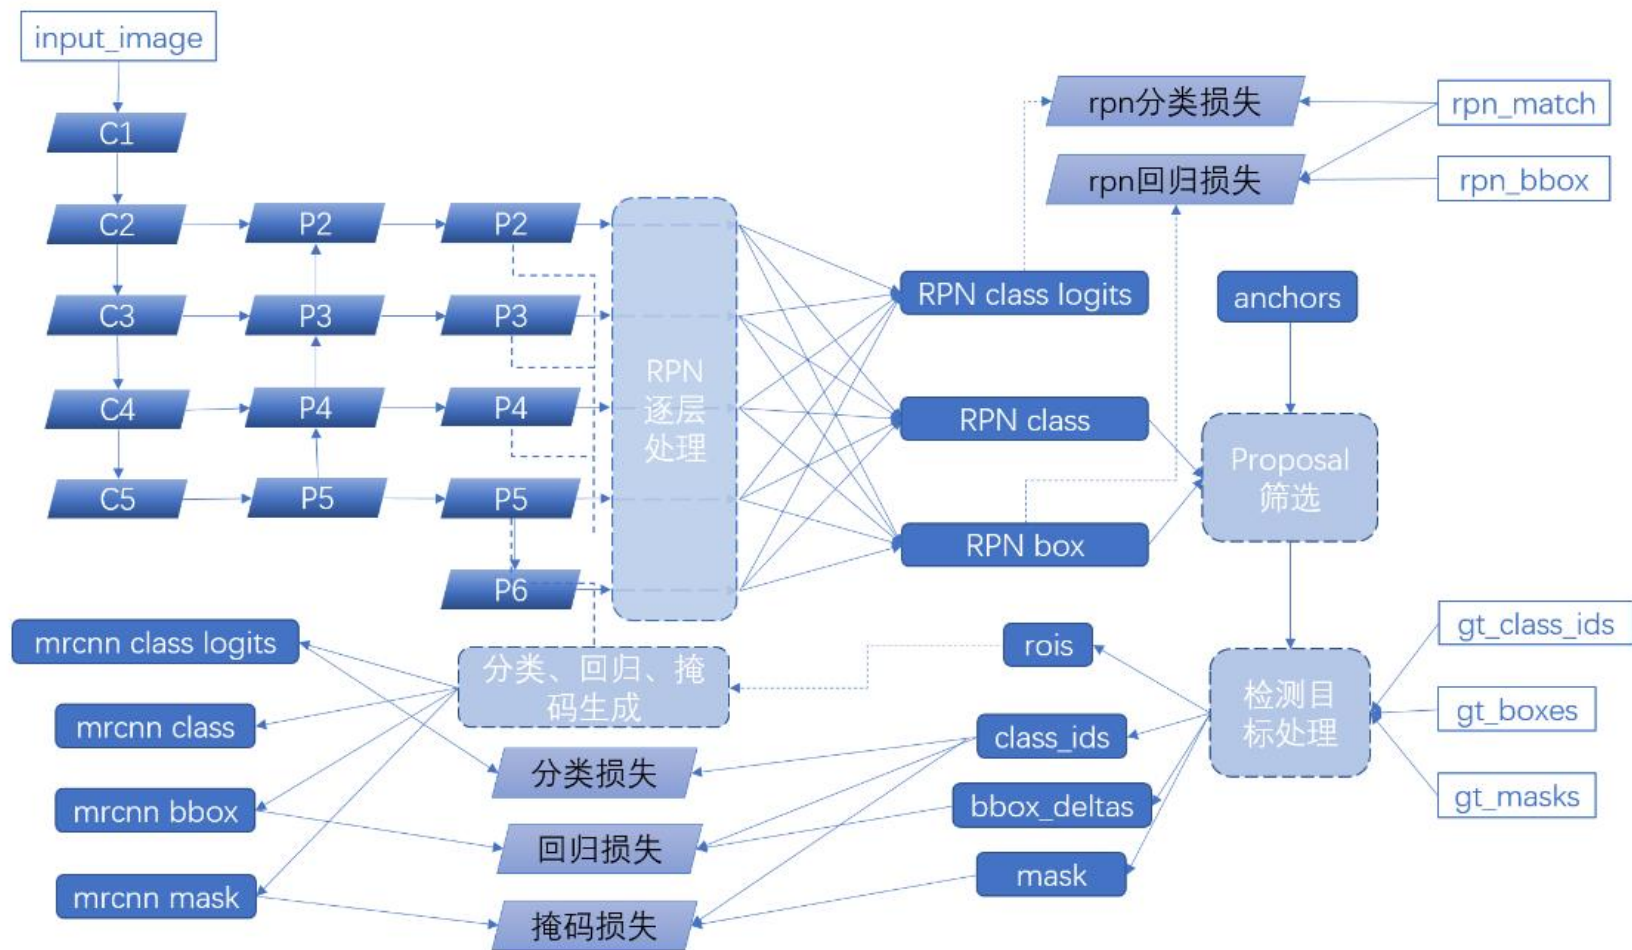 input_image
C1
rpn分类损失
rpn_match
rpn回归损失
rpn_bbox
C2
P2
P2
C3
P3
P3
RPN class logits
anchors
RPN
逐层
处理
C4
P4
P4
RPN class
Proposal
筛选
C5
P5
P5
RPN box
P6
mrcnn class logits
分类、回归、掩
码生成
rois
gt_class_ids
检测目
标处理
mrcnn class
class_ids
gt_boxes
分类损失
mrcnn bbox
bbox_deltas
gt_masks
回归损失
mrcnn mask
mask
掩码损失